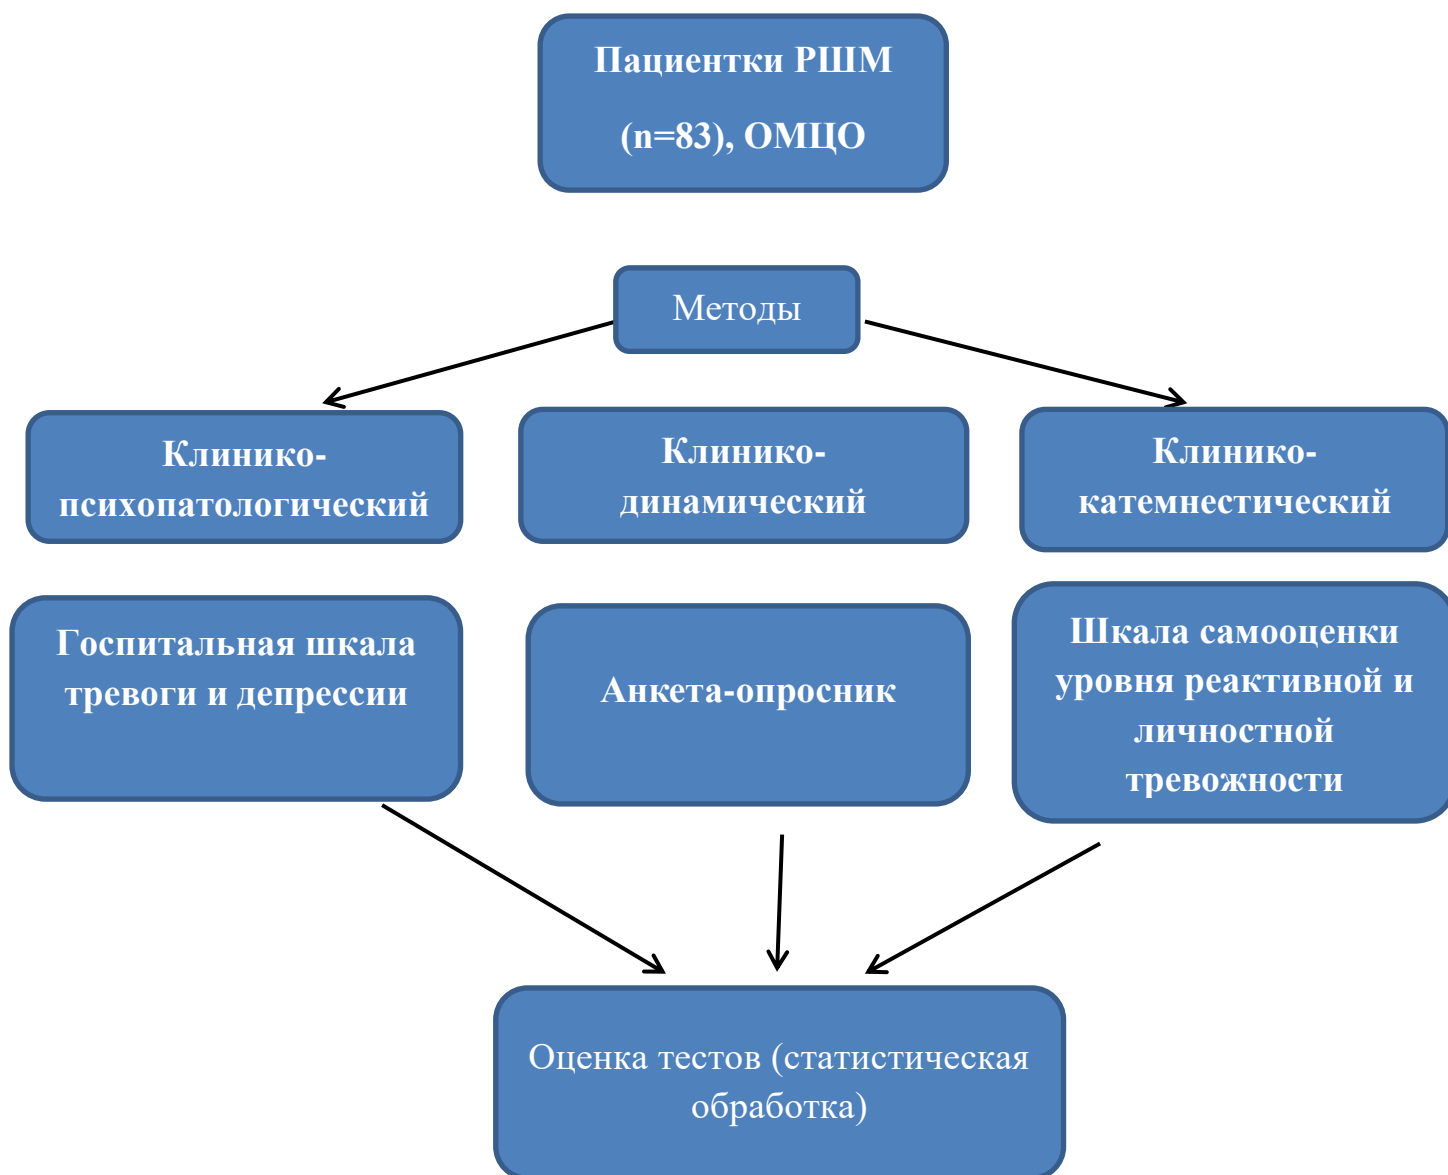 Пациентки РШМ
(n=83), ОМЦО
Методы
Клинико-
психопатологический
Клинико-
динамический
Клинико-
катемнестический
Госпитальная шкала
тревоги и депрессии
Анкета-опросник
Шкала самооценки
уровня реактивной и
личностной
тревожности
Оценка тестов (статистическая
обработка)